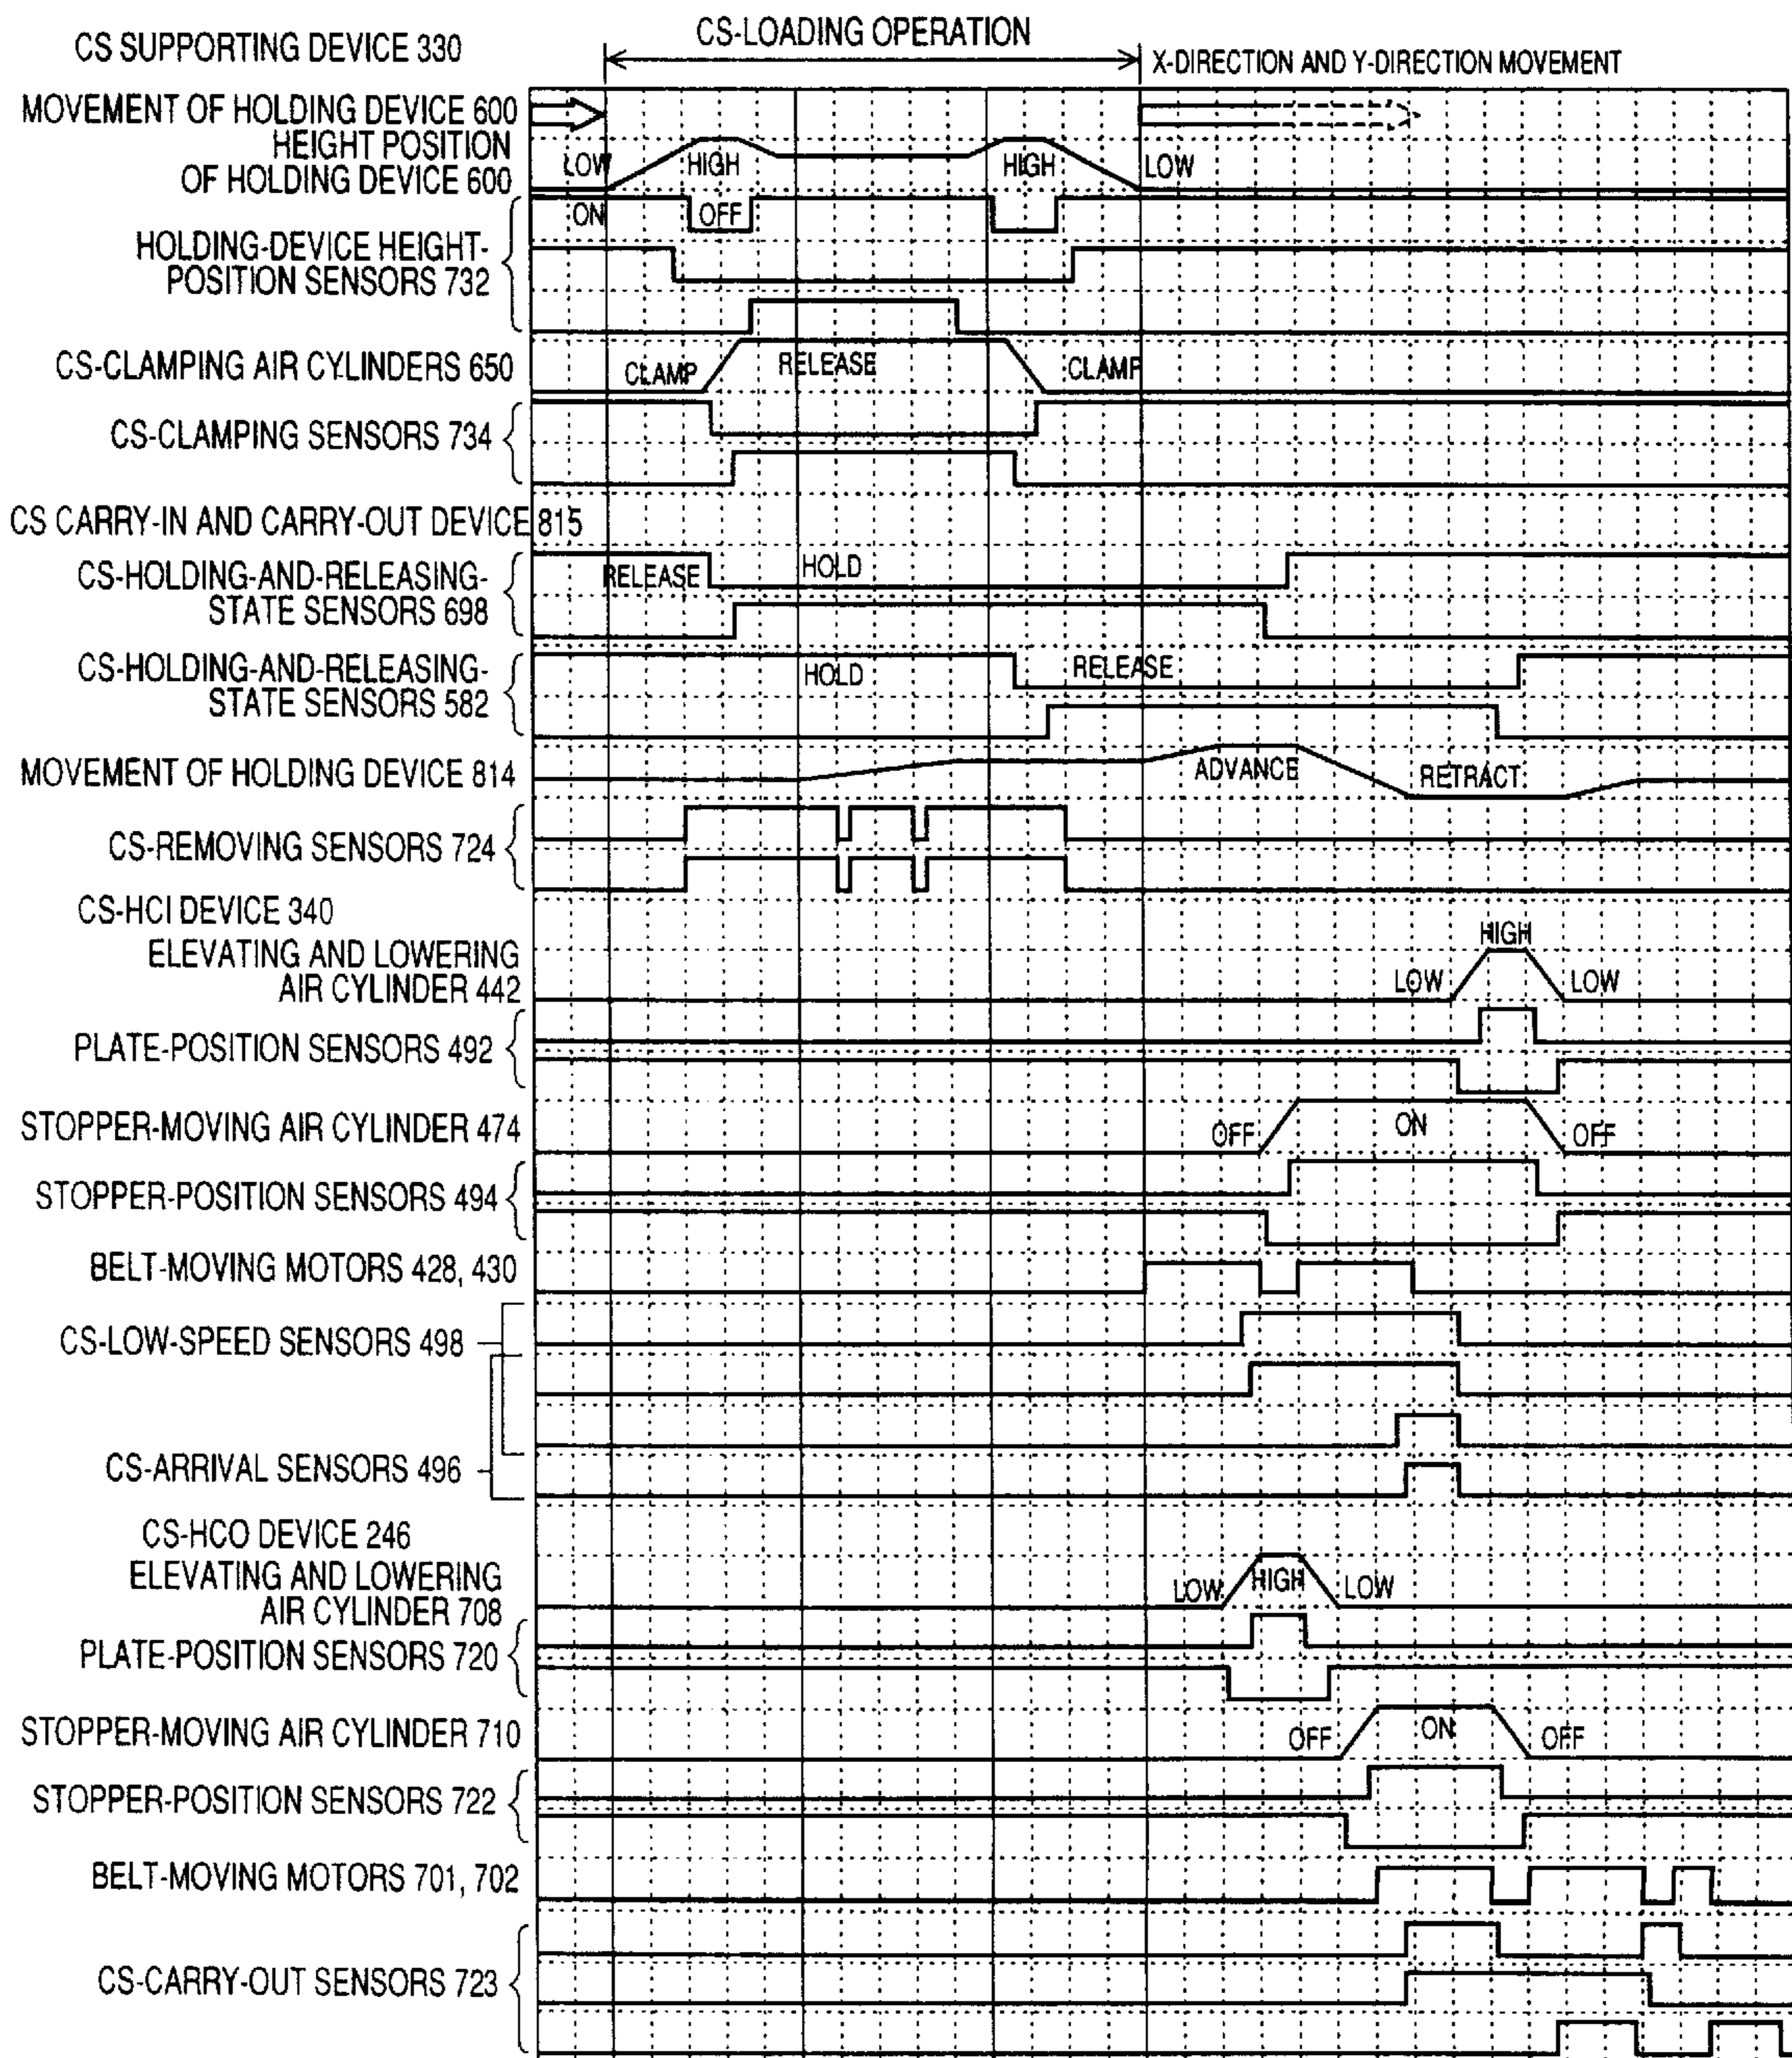 CS-LOADING OPERATION
CS SUPPORTING DEVICE 330
X-DIRECTION AND Y-DIRECTION MOVEMENT
MOVEMENT OF HOLDING DEVICE 600
HEIGHT POSITION
OF HOLDING DEVICE 600
LOW
HIGH
HIGH
LOW
ON
OFF
HOLDING-DEVICE HEIGHT-
POSITION SENSORS 732
CS-CLAMPING AIR CYLINDERS 650
CLAMP
RELEASE
CLAMP
CS-CLAMPING SENSORS 734
CS CARRY-IN AND CARRY-OUT DEVICE 815
CS-HOLDING-AND-RELEASING-
STATE SENSORS 698
RELEASE
HOLD
CS-HOLDING-AND-RELEASING-
STATE SENSORS 582
HOLD
RELEASE
MOVEMENT OF HOLDING DEVICE 814
ADVANCE
RETRACT
CS-REMOVING SENSORS 724
CS-HCI DEVICE 340
ELEVATING AND LOWERING
AIR CYLINDER 442
LOW
HIGH
LOW
PLATE-POSITION SENSORS 492
STOPPER-MOVING AIR CYLINDER 474
OFF
ON
OFF
STOPPER-POSITION SENSORS 494
BELT-MOVING MOTORS 428, 430
CS-LOW-SPEED SENSORS 498
CS-ARRIVAL SENSORS 496
CS-HCO DEVICE 246
ELEVATING AND LOWERING
AIR CYLINDER 708
LOW
HIGH
LOW
PLATE-POSITION SENSORS 720
STOPPER-MOVING AIR CYLINDER 710
OFF
ON
OFF
STOPPER-POSITION SENSORS 722
BELT-MOVING MOTORS 701, 702
CS-CARRY-OUT SENSORS 723